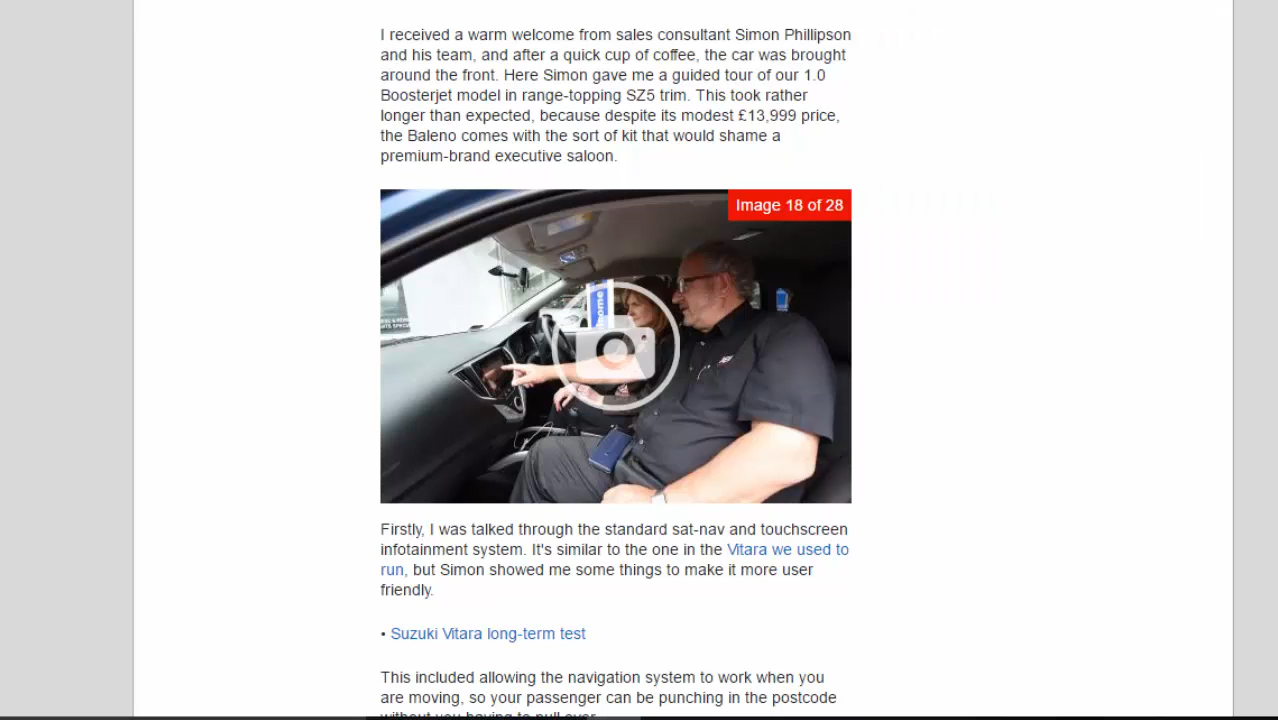 I received a warm welcome from sales consultant Simon Phillipson
and his team, and after a quick cup of coffee, the car was brought
around the front. Here Simon gave me a guided tour of our 1.0
Boosterjet model in range-topping SZ5 trim. This took rather
longer than expected, because despite its modest £13,999 price,
the Baleno comes with the sort of kit that would shame a
premium-brand executive saloon.
Image 18 of 28
Firstly, I was talked through the standard sat-nav and touchscreen
infotainment system. It's similar to the one in the Vitara we used to
run, but Simon showed me some things to make it more user
friendly.
• Suzuki Vitara long-term test
This included allowing the navigation system to work when you
are moving, so your passenger can be punching in the postcode
without you having to pull over.